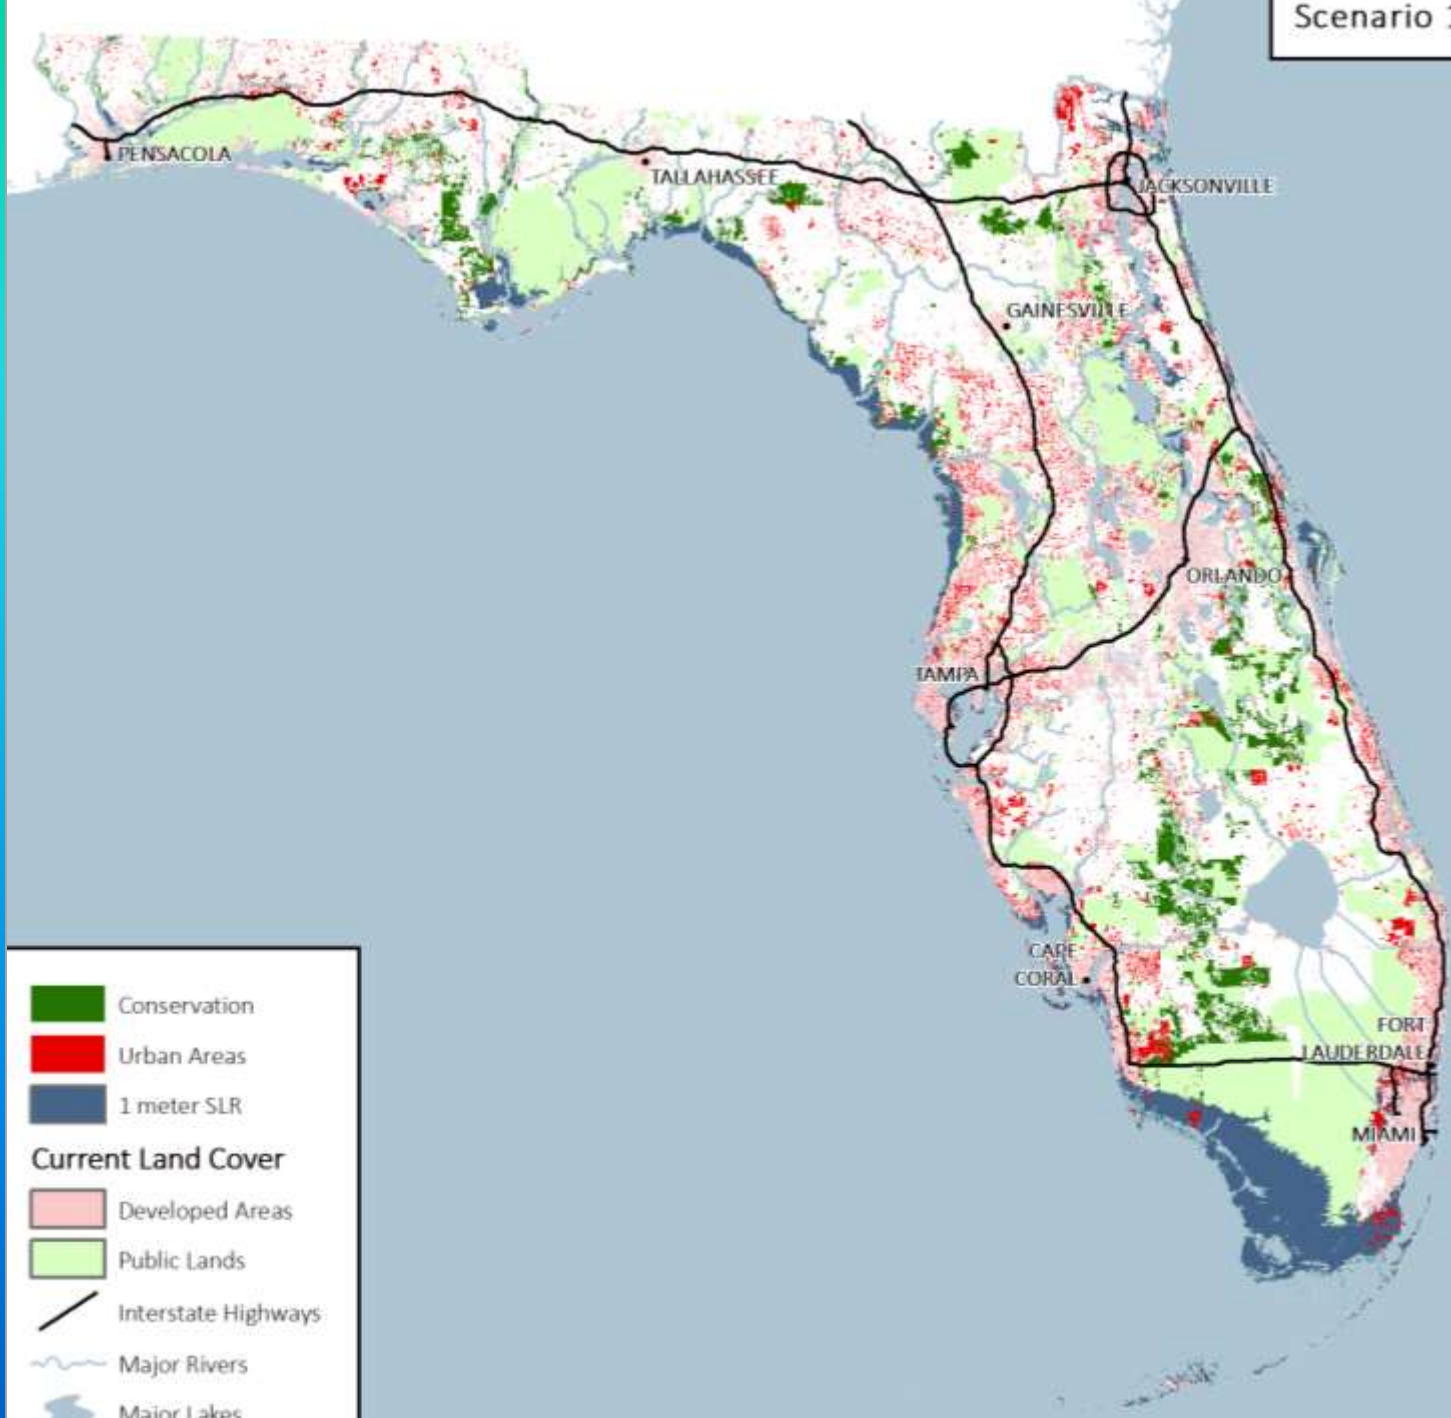 Scenario 1
PENSACOLA
TALLAHASSEE
JACKSONVILLE
GAINESVILLE
ORLANDO
TAMPA
CAPE
CORAL
FORT
LAUDERDALE
MIAMI
Conservation
Urban Areas
1 meter SLR
Current Land Cover
Developed Areas
Public Lands
Interstate Highways
Major Rivers
Major Lakes